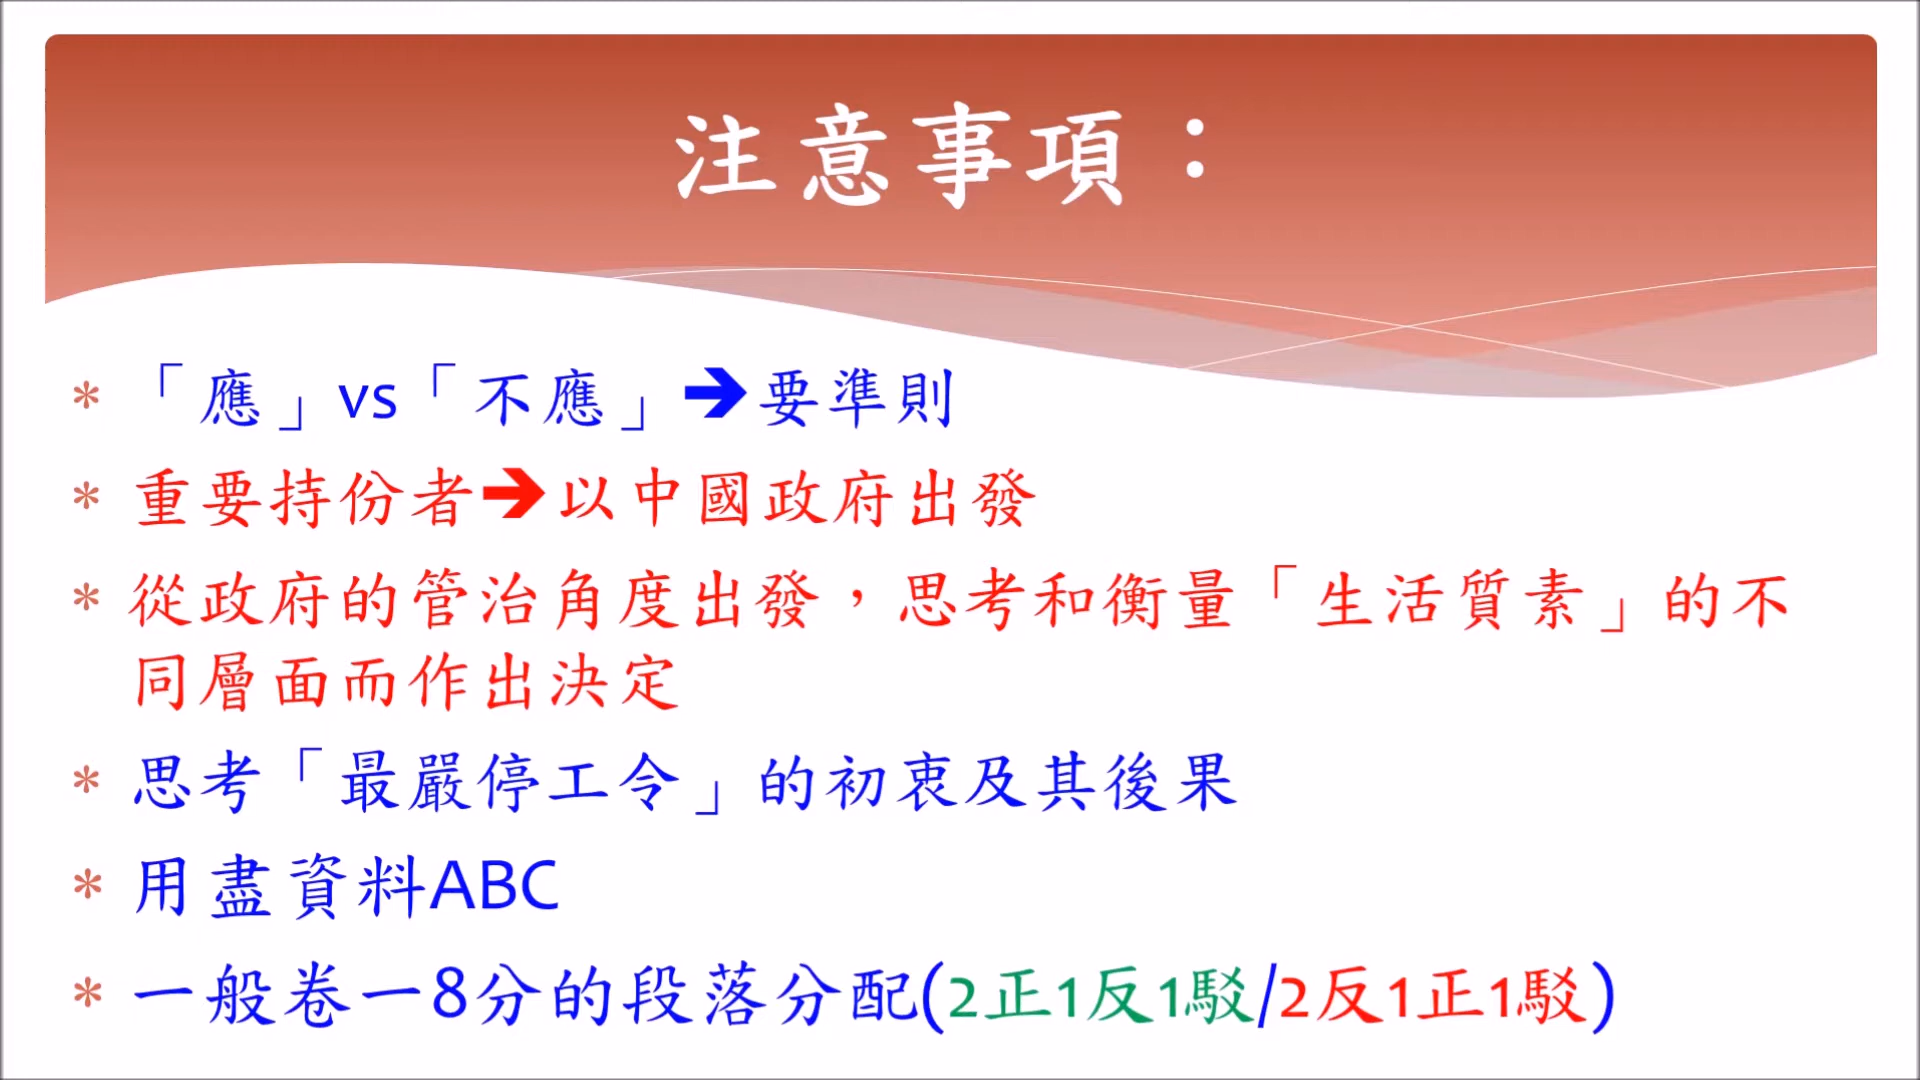 注意事項：
* 「應」vs「不應」→要準則
* 重要持份者→以中國政府出發
* 從政府的管治角度出發，思考和衡量「生活質素」的不
同層面而作出決定
* 思考「最嚴停工令」的初衷及其後果
* 用盡資料ABC
* 一般卷一8分的段落分配(2正1反1駁/2反1正1駁)